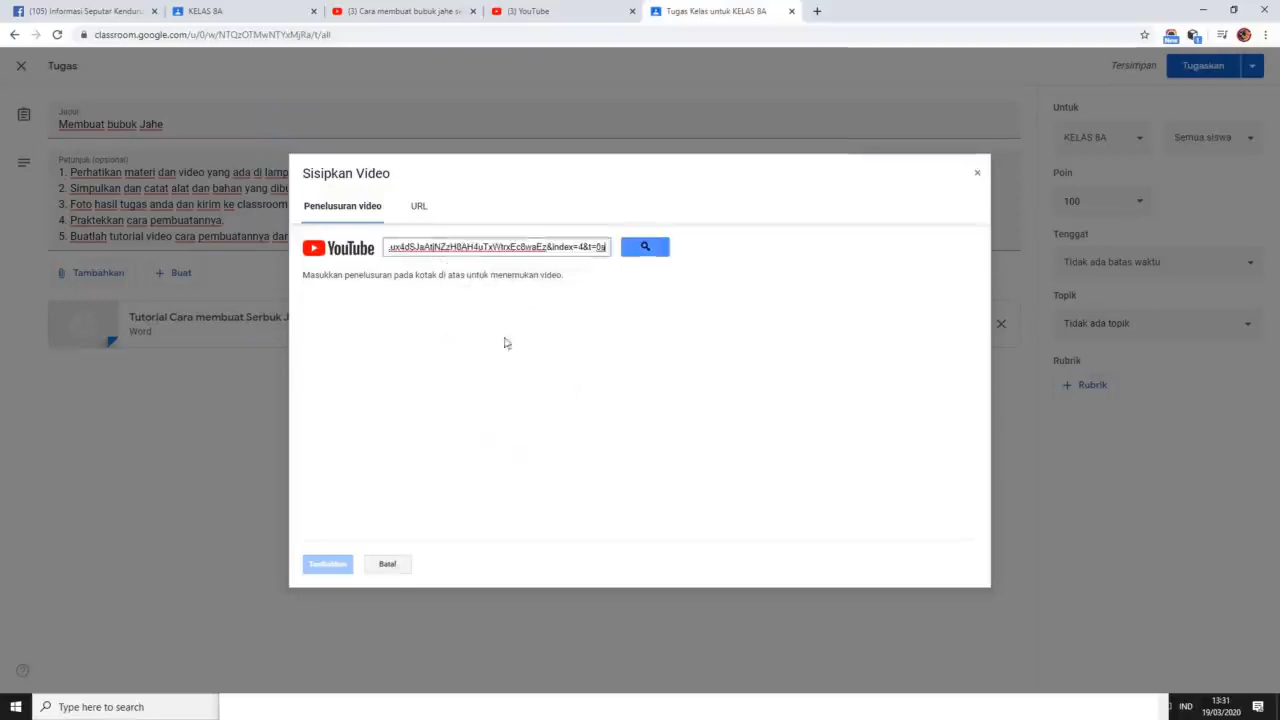 (105) Informasi Seputar Kendur
KELAS 8A
(3) Cara membuat bubuk jahe se
(3) YouTube
Tugas Kelas untuk KELAS 8A
classroom.google.com/u/0/w/NTQzOTMwNTYxMjRa/t/all
New
1
Tugas
Tersimpan
Tugaskan
Judul
Membuat bubuk Jahe
Petunjuk (opsional)
1. Perhatikan materi dan video yang ada di lamp
2. Simpulkan dan catat alat dan bahan yang dibu
3. Foto hasil tugas anda dan kirim ke classroom
4. Praktekkan cara pembuatannya.
5. Buatlah tutorial video cara pembuatannya dan
Tambahkan
Buat
Tutorial Cara membuat Serbuk J
Word
Untuk
KELAS 8A
Semua siswa
Poin
100
Tenggat
Tidak ada batas waktu
Topik
Tidak ada topik
Rubrik
Rubrik
Sisipkan Video
Penelusuran video
URL
YouTube
.ux4dSJaAtjNZzH8AH4uTxWtrxEc8waEz&index=4&t=0s
Masukkan penelusuran pada kotak di atas untuk menemukan video.
Tambahkan
Batal
Type here to search
IND
13:31
19/03/2020